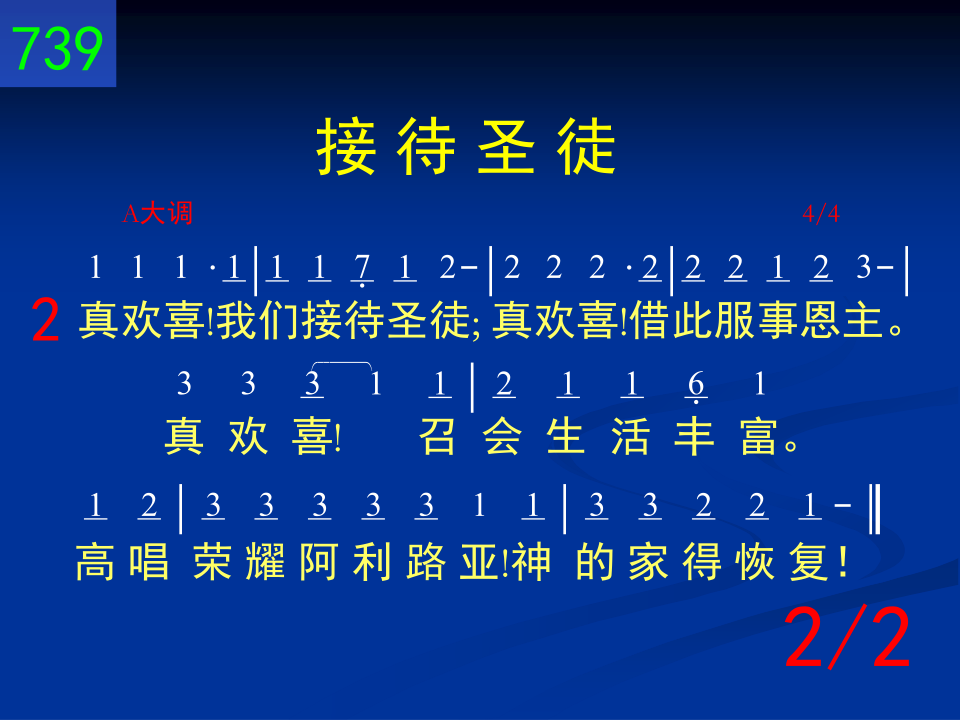 739
接待圣徒
A大调 4/4
1 1 1 ·1|1 1 7 1 2-|2 2 2 ·2|2 2 1 2 3-|
2 真欢喜!我们接待圣徒;真欢喜!借此服事恩主。
3 3 3 1 1|2 1 1 6 1
真欢喜! 召会生活丰富。
1 2|3 3 3 3 3 1 1|3 3 2 2 1-‖
高唱荣耀阿利路亚!神的家得恢复!
2/2